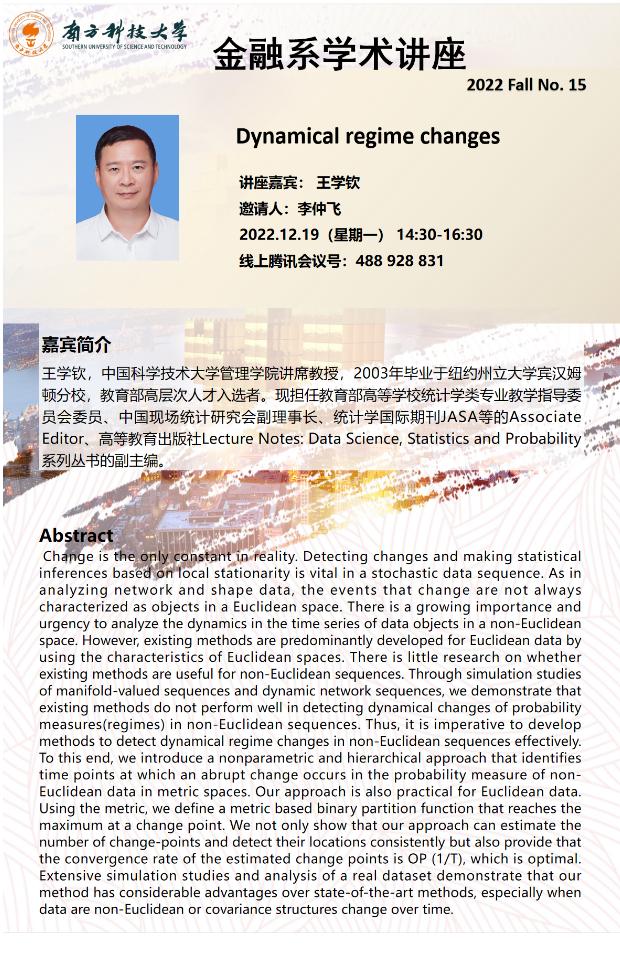 南方科技大学
SOUTHERN UNIVERSITY OF SCIENCE AND TECHNOLOGY
金融系学术讲座
2022 Fall No. 15
Dynamical regime changes
讲座嘉宾： 王学钦
邀请人：李仲飞
2022.12.19（星期一） 14:30-16:30
线上腾讯会议号：488 928 831
嘉宾简介
王学钦，中国科学技术大学管理学院讲席教授，2003年毕业于纽约州立大学宾汉姆
顿分校，教育部高层次人才入选者。现担任教育部高等学校统计学类专业教学指导委
员会委员、中国现场统计研究会副理事长、统计学国际期刊JASA等的Associate
Editor、高等教育出版社Lecture Notes: Data Science, Statistics and Probability
系列丛书的副主编。
Abstract
Change is the only constant in reality. Detecting changes and making statistical
inferences based on local stationarity is vital in a stochastic data sequence. As in
analyzing network and shape data, the events that change are not always
characterized as objects in a Euclidean space. There is a growing importance and
urgency to analyze the dynamics in the time series of data objects in a non-Euclidean
space. However, existing methods are predominantly developed for Euclidean data by
using the characteristics of Euclidean spaces. There is little research on whether
existing methods are useful for non-Euclidean sequences. Through simulation studies
of manifold-valued sequences and dynamic network sequences, we demonstrate that
existing methods do not perform well in detecting dynamical changes of probability
measures(regimes) in non-Euclidean sequences. Thus, it is imperative to develop
methods to detect dynamical regime changes in non-Euclidean sequences effectively.
To this end, we introduce a nonparametric and hierarchical approach that identifies
time points at which an abrupt change occurs in the probability measure of non-
Euclidean data in metric spaces. Our approach is also practical for Euclidean data.
Using the metric, we define a metric based binary partition function that reaches the
maximum at a change point. We not only show that our approach can estimate the
number of change-points and detect their locations consistently but also provide that
the convergence rate of the estimated change points is OP (1/T), which is optimal.
Extensive simulation studies and analysis of a real dataset demonstrate that our
method has considerable advantages over state-of-the-art methods, especially when
data are non-Euclidean or covariance structures change over time.